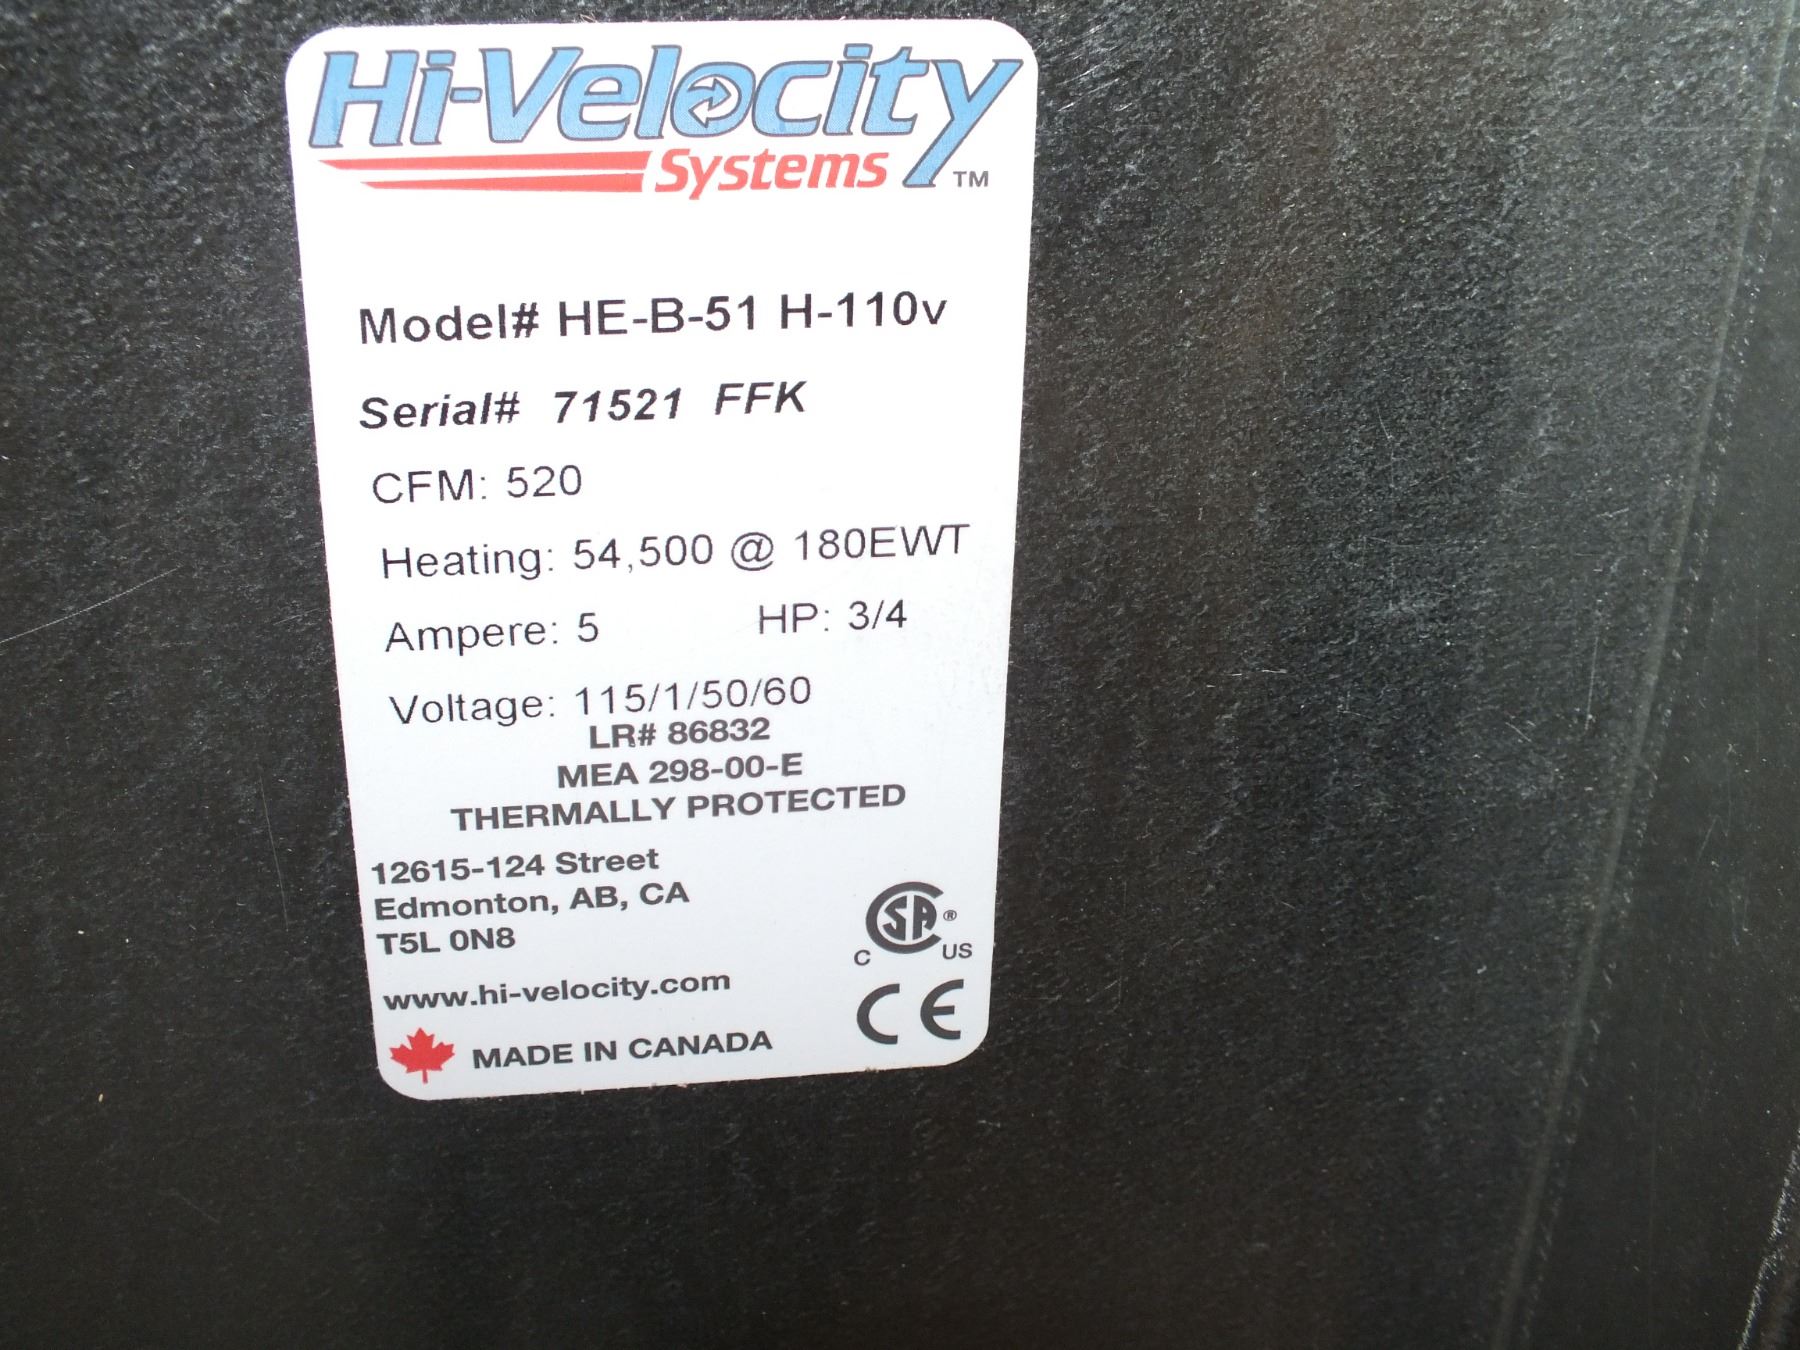 Hi-Velocity
Systems TM
Model# HE-B-51 H-110v
Serial# 71521 FFK
CFM: 520
Heating: 54,500 @ 180EWT
Ampere: 5 HP: 3/4
Voltage: 115/1/50/60
LR# 86832
MEA 298-00-E
THERMALLY PROTECTED
12615-124 Street
Edmonton, AB, CA
T5L 0N8
www.hi-velocity.com
MADE IN CANADA
SA ®
C US
CE